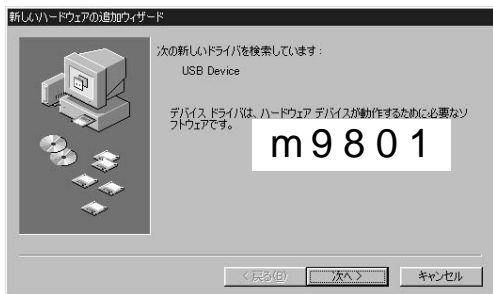 新しいハードウェアの追加ウィザード
次の新しいドライバを検索しています:
USB Device
デバイス ドライバは、ハードウェア デバイスが動作するために必要なソ
フトウェアです。
m9801
< 戻る(B)
次へ >
キャンセル